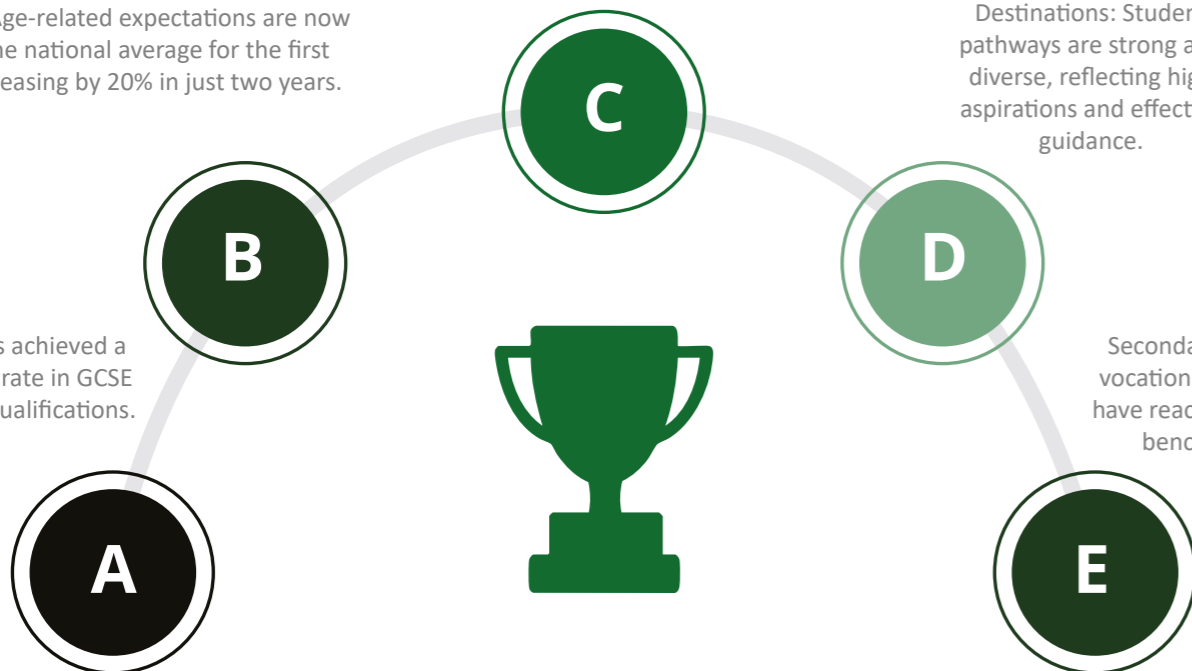 Age-related expectations are now
he national average for the first
easing by 20% in just two years.
C
Destinations: Studen
pathways are strong a
diverse, reflecting hig
aspirations and effect
guidance.
B
D
s achieved a
rate in GCSE
ualifications.
Seconda
vocation
have reac
benc
A
E